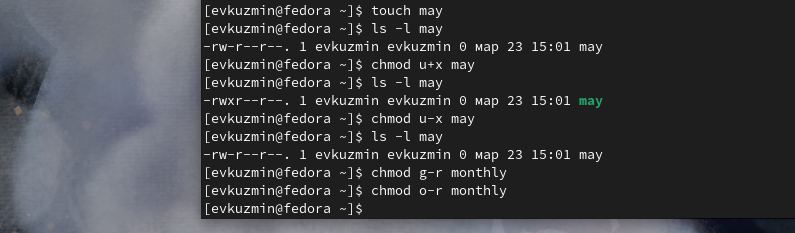 [evkuzmin@fedora ~]$ touch may
[evkuzmin@fedora ~]$ ls -l may
-rw-r--r--. 1 evkuzmin evkuzmin 0 мар 23 15:01 may
[evkuzmin@fedora ~]$ chmod u+x may
[evkuzmin@fedora ~]$ ls -l may
-rwxr--r--. 1 evkuzmin evkuzmin 0 мар 23 15:01 may
[evkuzmin@fedora ~]$ chmod u-x may
[evkuzmin@fedora ~]$ ls -l may
-rw-r--r--. 1 evkuzmin evkuzmin 0 мар 23 15:01 may
[evkuzmin@fedora ~]$ chmod g-r monthly
[evkuzmin@fedora ~]$ chmod o-r monthly
[evkuzmin@fedora ~]$